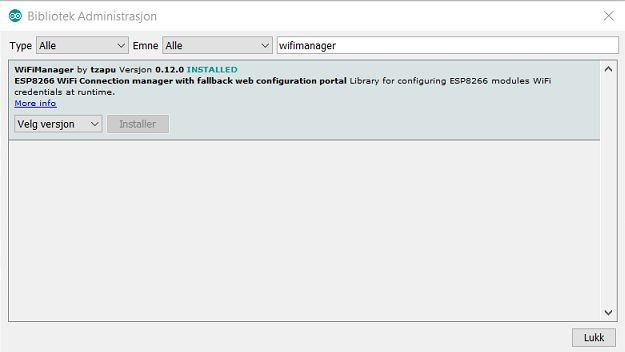 Bibliotek Administrasjon
Type Alle Emne Alle wifimanager
WiFiManager by tzapu Versjon 0.12.0 INSTALLED
ESP8266 WiFi Connection manager with fallback web configuration portal Library for configuring ESP8266 modules WiFi
credentials at runtime.
More info
Velg versjon Installer
Lukk